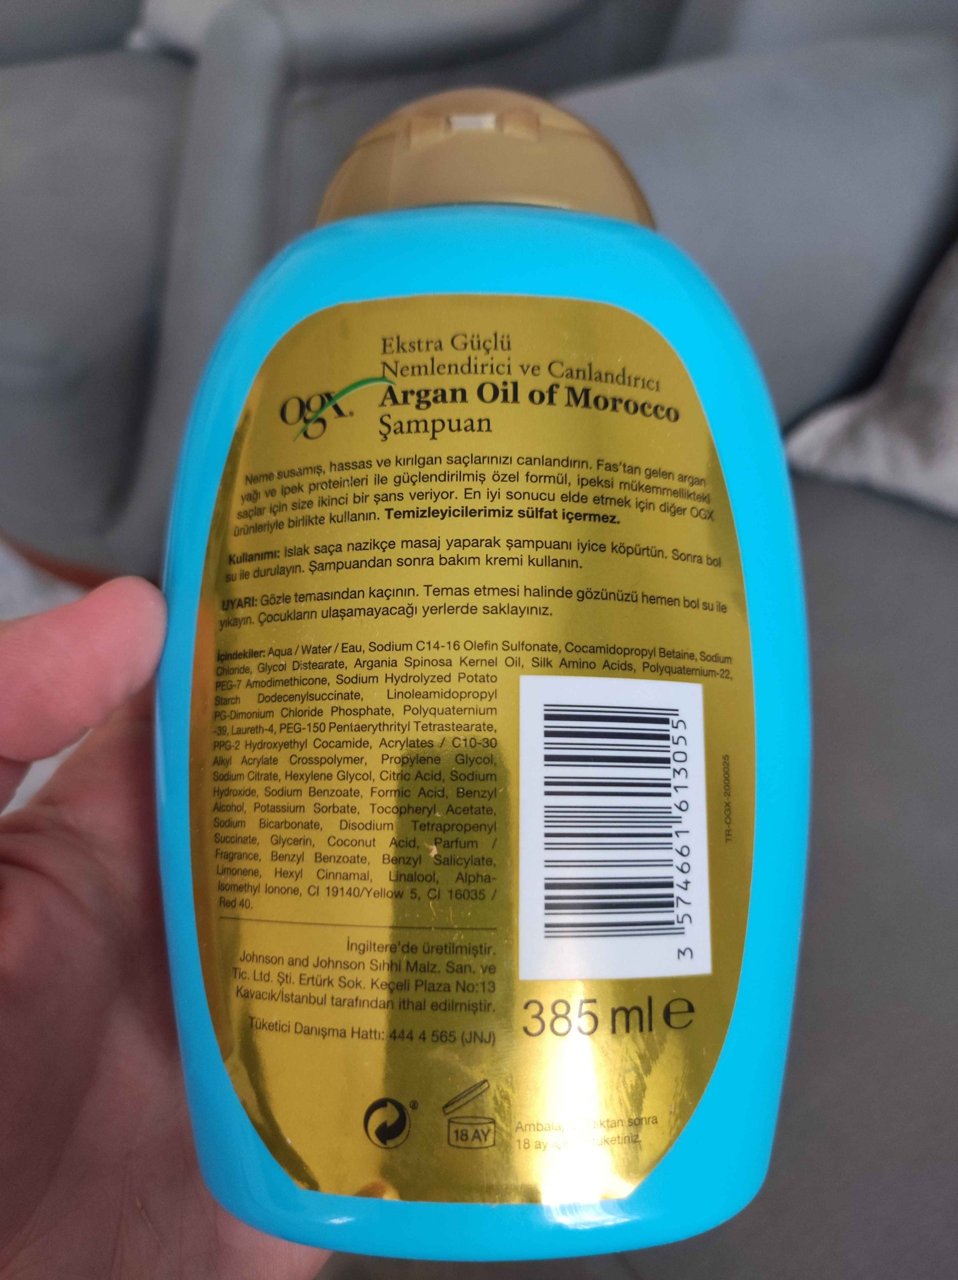 Ekstra Güçlü
Nemlendirici ve Canlandırıcı
OGX.
Argan Oil of Morocco
Şampuan
Neme susamış, hassas ve kırılgan saçlarınızı canlandırın. Fas'tan gelen argan
yağı ve ipek proteinleri ile güçlendirilmiş özel formül, ipeksi mükemmellikteki
saçlar için size ikinci bir şans veriyor. En iyi sonucu elde etmek için diğer OGX
ürünleriyle birlikte kullanın. Temizleyicilerimiz sülfat içermez.
Kullanımı: Islak saça nazikçe masaj yaparak şampuanı iyice köpürtün. Sonra bol
su ile durulayın. Şampuandan sonra bakım kremi kullanın.
UYARI: Gözle temasından kaçının. Temas etmesi halinde gözünüzü hemen bol su ile
yıkayın. Çocukların ulaşamayacağı yerlerde saklayınız.
İçindekiler: Aqua / Water / Eau, Sodium C14-16 Olefin Sulfonate, Cocamidopropyl Betaine, Sodium
Chloride, Glycol Distearate, Argania Spinosa Kernel Oil, Silk Amino Acids, Polyquaternium-22,
PEG-7 Amodimethicone, Sodium Hydrolyzed Potato
Starch Dodecenylsuccinate, Linoleamidopropyl
PG-Dimonium Chloride Phosphate, Polyquaternium
-39, Laureth-4, PEG-150 Pentaerythrityl Tetrastearate,
PPG-2 Hydroxyethyl Cocamide, Acrylates / C10-30
Alkyl Acrylate Crosspolymer, Propylene Glycol,
Sodium Citrate, Hexylene Glycol, Citric Acid, Sodium
Hydroxide, Sodium Benzoate, Formic Acid, Benzyl
Alcohol, Potassium Sorbate, Tocopheryl Acetate,
Sodium Bicarbonate, Disodium Tetrapropenyl
Succinate, Glycerin, Coconut Acid, Parfum /
Fragrance, Benzyl Benzoate, Benzyl Salicylate,
Limonene, Hexyl Cinnamal, Linalool, Alpha-
Isomethyl Ionone, CI 19140/Yellow 5, CI 16035 /
Red 40.
3 574661 613055
TR-OGX-2000025
İngiltere'de üretilmiştir.
Johnson and Johnson Sıhhi Malz. San. ve
Tic. Ltd. Şti. Ertürk Sok. Keçeli Plaza No:13
Kavacık/İstanbul tarafından ithal edilmiştir.
Tüketici Danışma Hattı: 444 4 565 (JNJ)
385 ml e
18 AY
sonra
18 ay